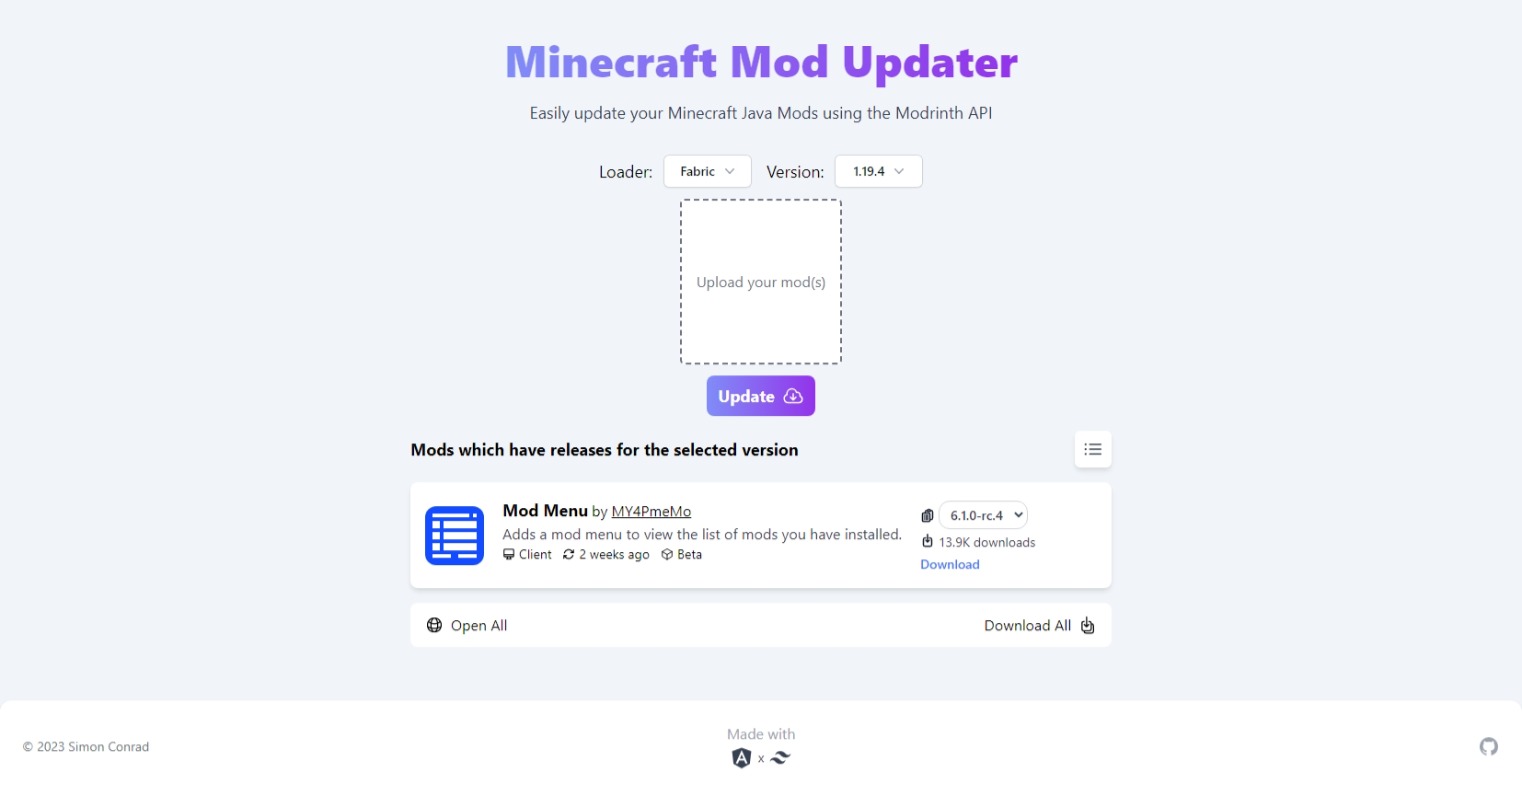 Minecraft Mod Updater
Easily update your Minecraft Java Mods using the Modrinth API
Loader: Fabric Version: 1.19.4
Upload your mod(s)
Update
Mods which have releases for the selected version
Mod Menu by MY4PmeMo
Adds a mod menu to view the list of mods you have installed.
Client 2 weeks ago Beta
6.1.0-rc.4
13.9K downloads
Download
Open All
Download All
© 2023 Simon Conrad
Made with
A x